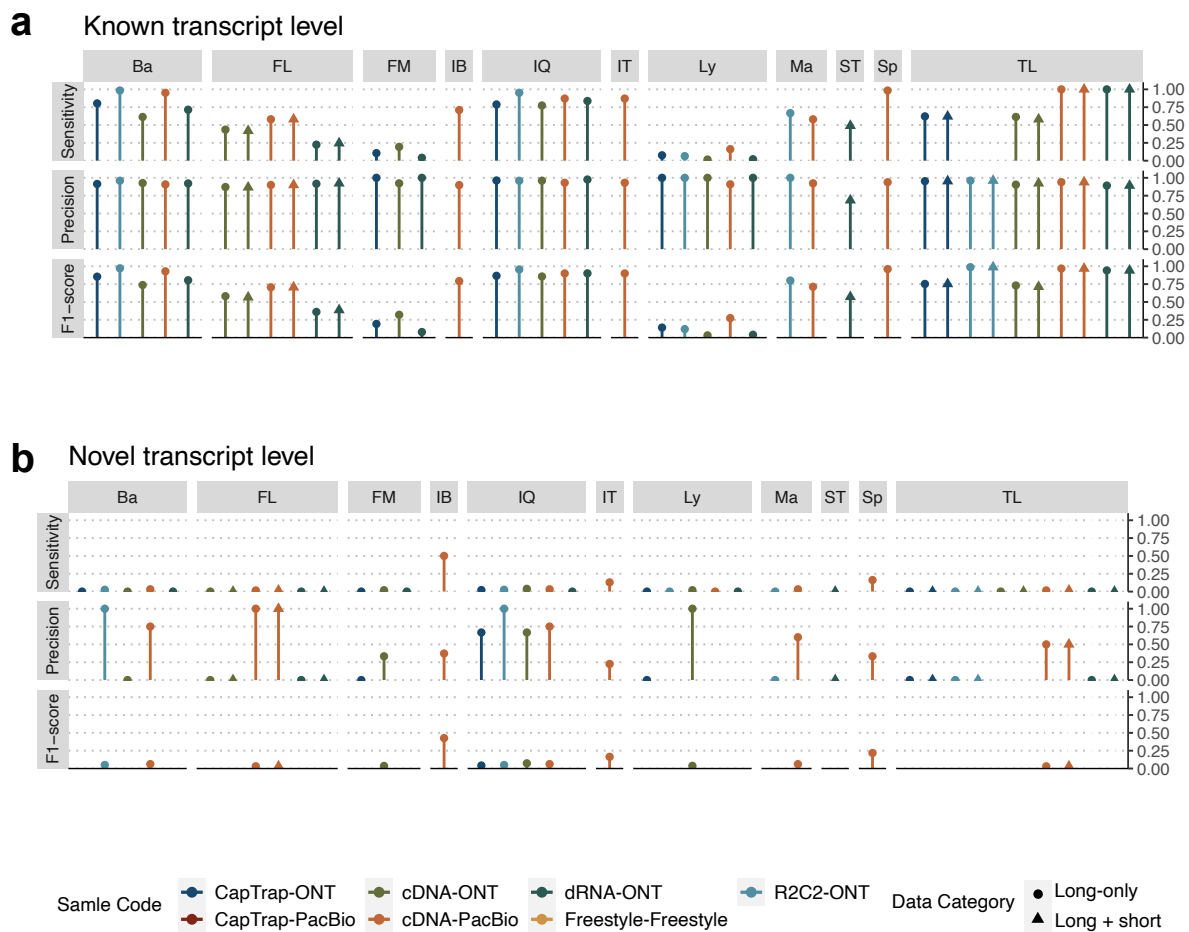 a Known transcript level
Ba FL FM IB IQ IT Ly Ma ST Sp TL
Sensitivity
1.00
0.75
0.50
0.25
0.00
Precision
1.00
0.75
0.50
0.25
0.00
F1−score
1.00
0.75
0.50
0.25
0.00
b Novel transcript level
Ba FL FM IB IQ IT Ly Ma ST Sp TL
Sensitivity
1.00
0.75
0.50
0.25
0.00
Precision
1.00
0.75
0.50
0.25
0.00
F1−score
1.00
0.75
0.50
0.25
0.00
Samle Code
CapTrap-ONT cDNA-ONT dRNA-ONT R2C2-ONT
CapTrap-PacBio cDNA-PacBio Freestyle-Freestyle
Data Category
Long-only
Long + short